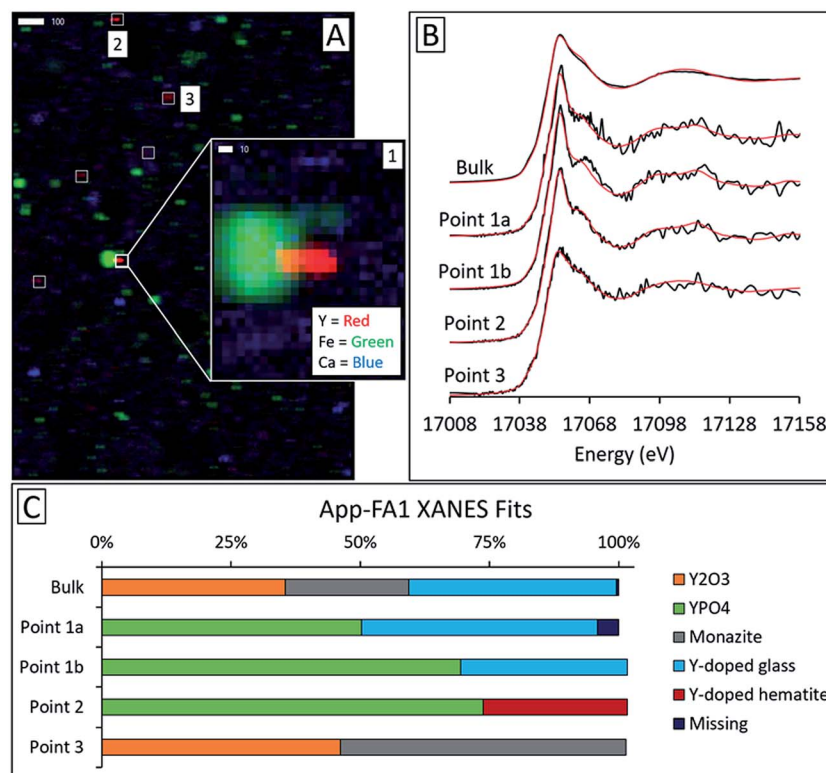 100
A
2
3
1
10
Y = Red
Fe = Green
Ca = Blue
B
Bulk
Point 1a
Point 1b
Point 2
Point 3
17008 17038 17068 17098 17128 17158
Energy (eV)
C
App-FA1 XANES Fits
0% 25% 50% 75% 100%
Bulk
Point 1a
Point 1b
Point 2
Point 3
Y2O3
YPO4
Monazite
Y-doped glass
Y-doped hematite
Missing